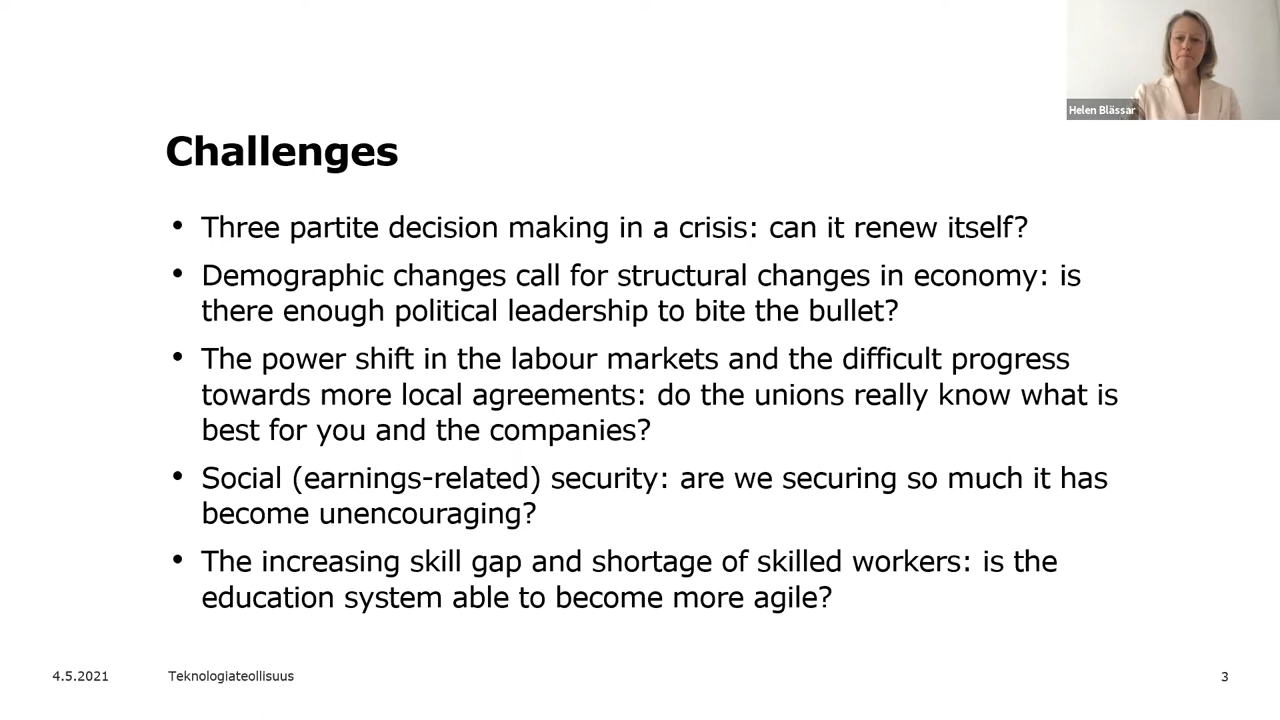 Helen Blässar
Challenges
• Three partite decision making in a crisis: can it renew itself?
• Demographic changes call for structural changes in economy: is
there enough political leadership to bite the bullet?
• The power shift in the labour markets and the difficult progress
towards more local agreements: do the unions really know what is
best for you and the companies?
• Social (earnings-related) security: are we securing so much it has
become unencouraging?
• The increasing skill gap and shortage of skilled workers: is the
education system able to become more agile?
4.5.2021 Teknologiateollisuus 3